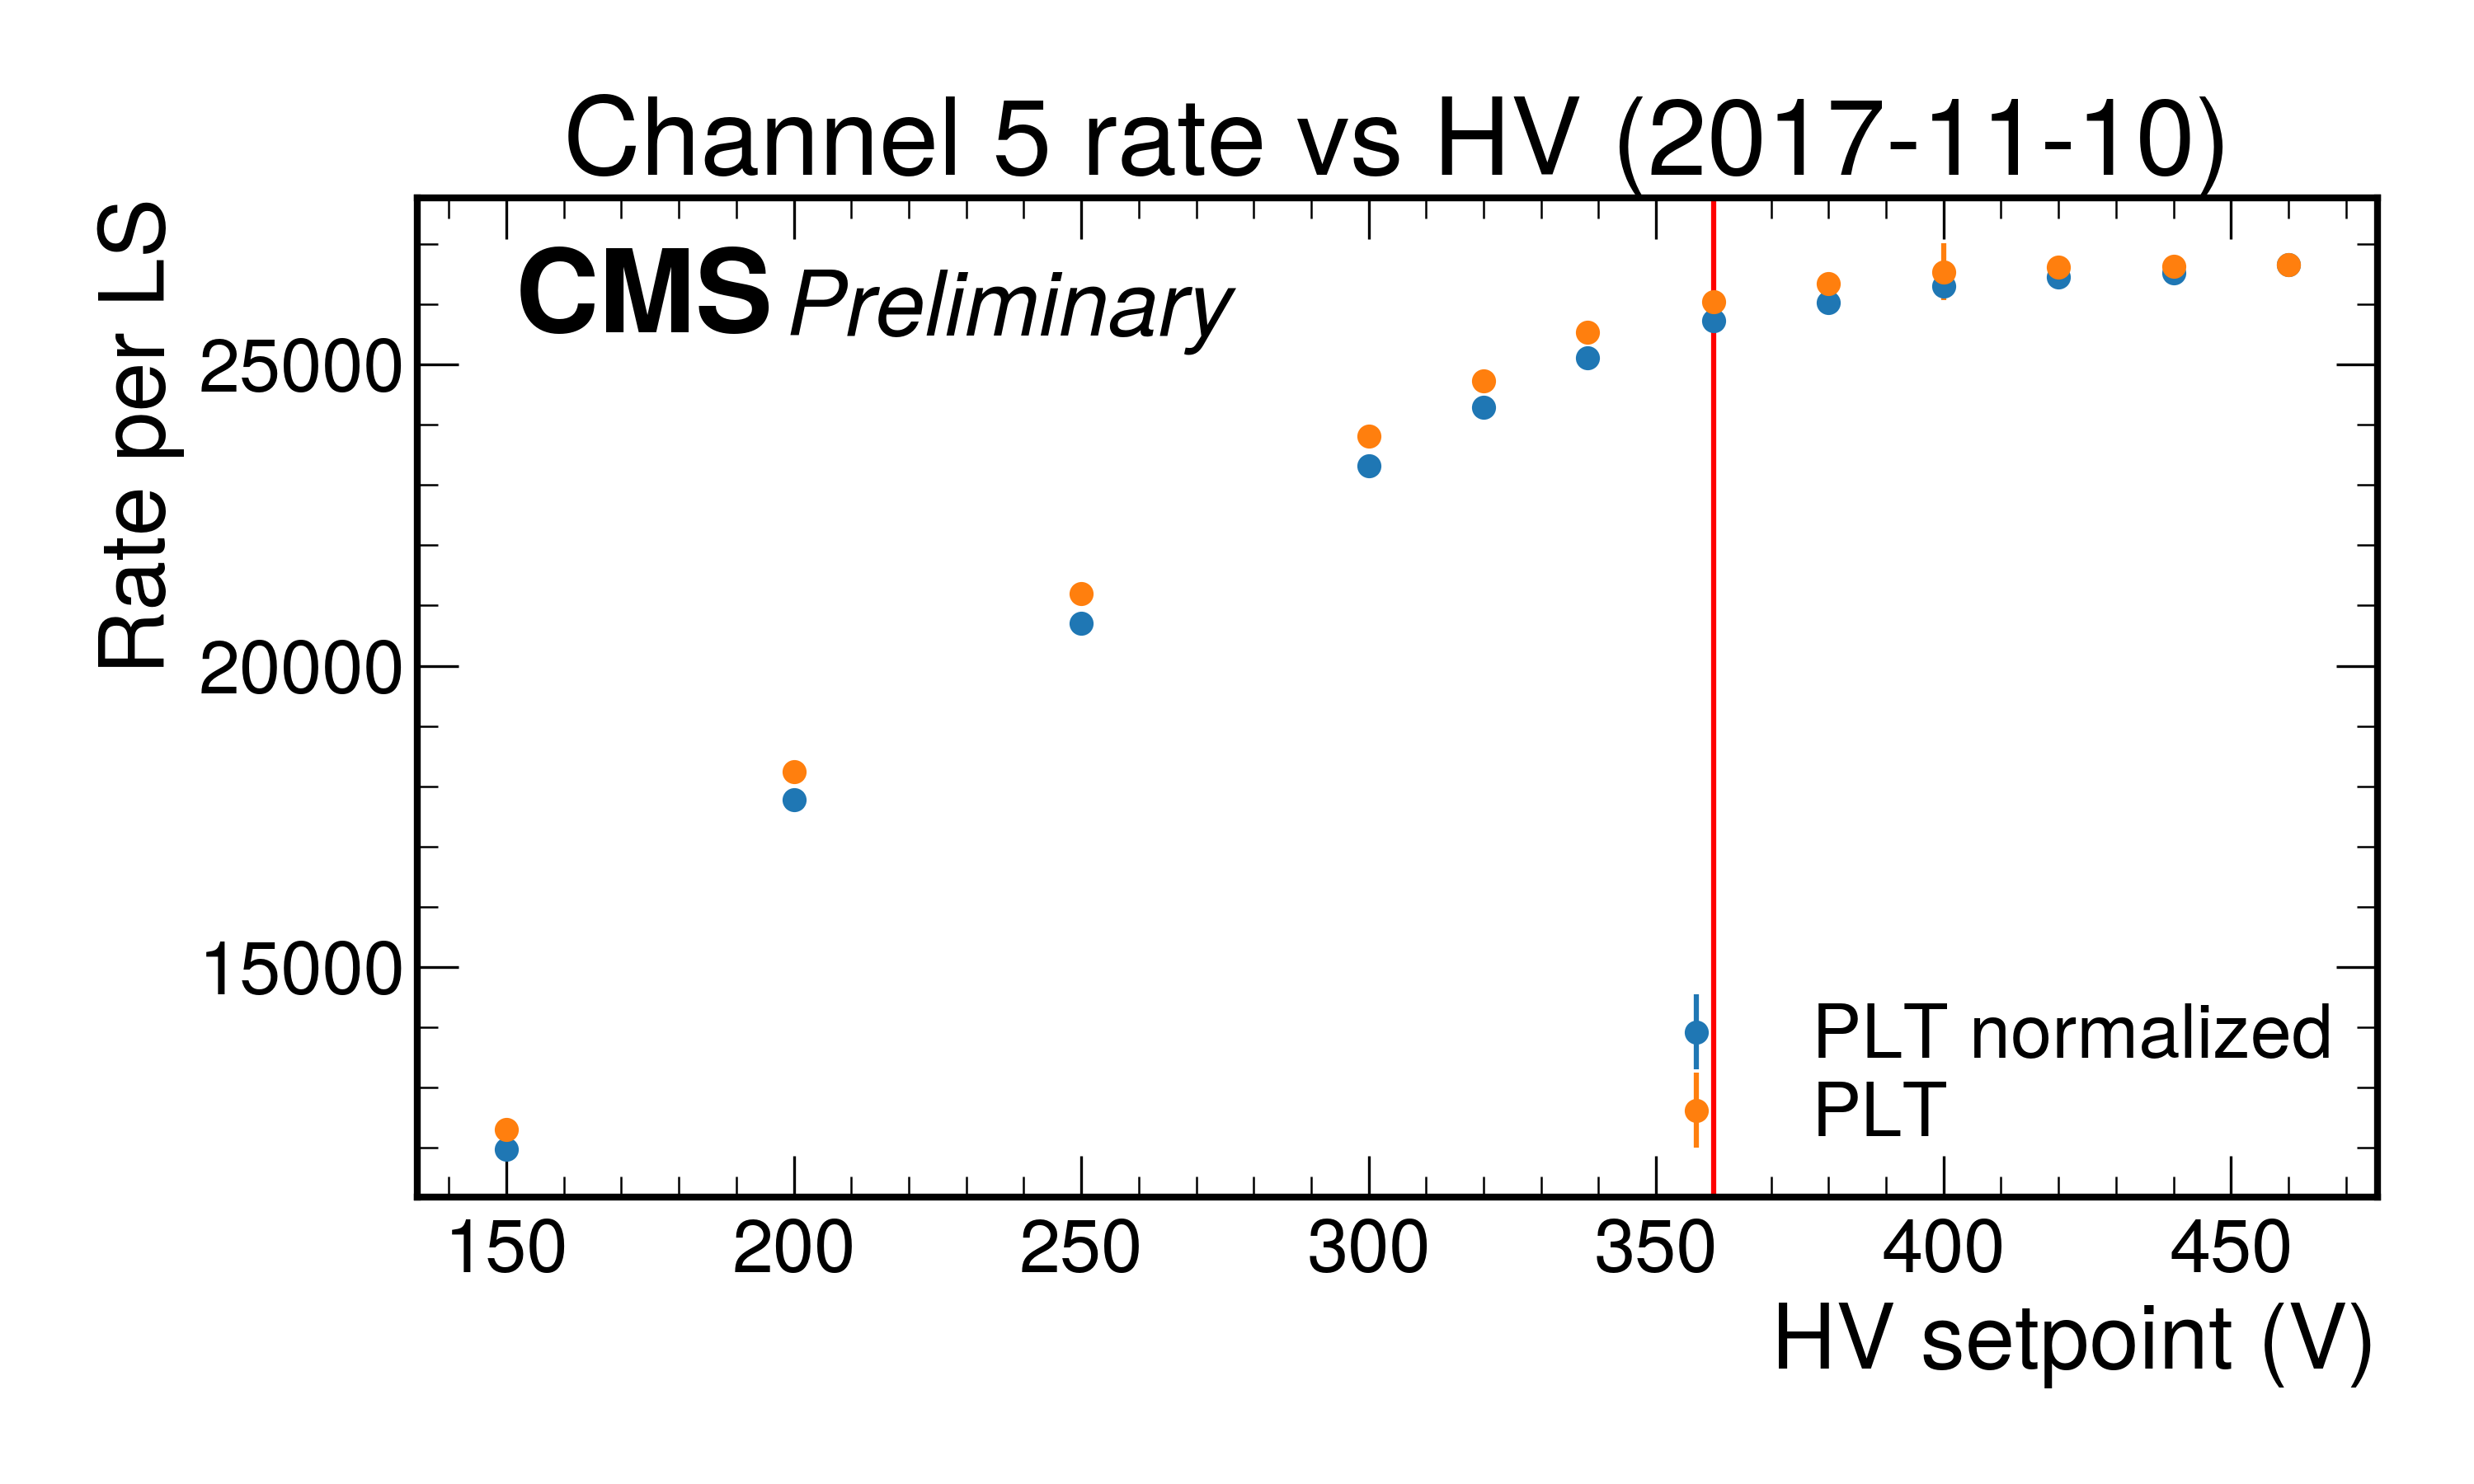 Channel 5 rate vs HV (2017-11-10)
CMS Preliminary
Rate per LS
25000
20000
15000
PLT normalized
PLT
150 200 250 300 350 400 450
HV setpoint (V)